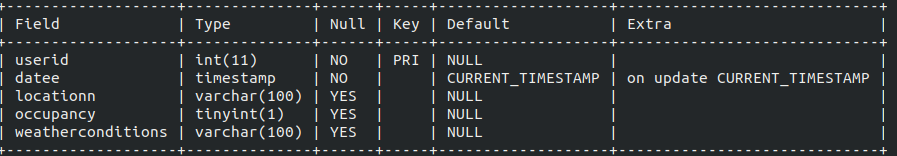 +------------------+--------------+------+-----+-------------------+-----------------------------+
| Field            | Type         | Null | Key | Default           | Extra                       |
+------------------+--------------+------+-----+-------------------+-----------------------------+
| userid           | int(11)      | NO   | PRI | NULL              |                             |
| datee            | timestamp    | NO   |     | CURRENT_TIMESTAMP | on update CURRENT_TIMESTAMP |
| locationn        | varchar(100) | YES  |     | NULL              |                             |
| occupancy        | tinyint(1)   | YES  |     | NULL              |                             |
| weatherconditions | varchar(100) | YES  |     | NULL              |                             |
+------------------+--------------+------+-----+-------------------+-----------------------------+